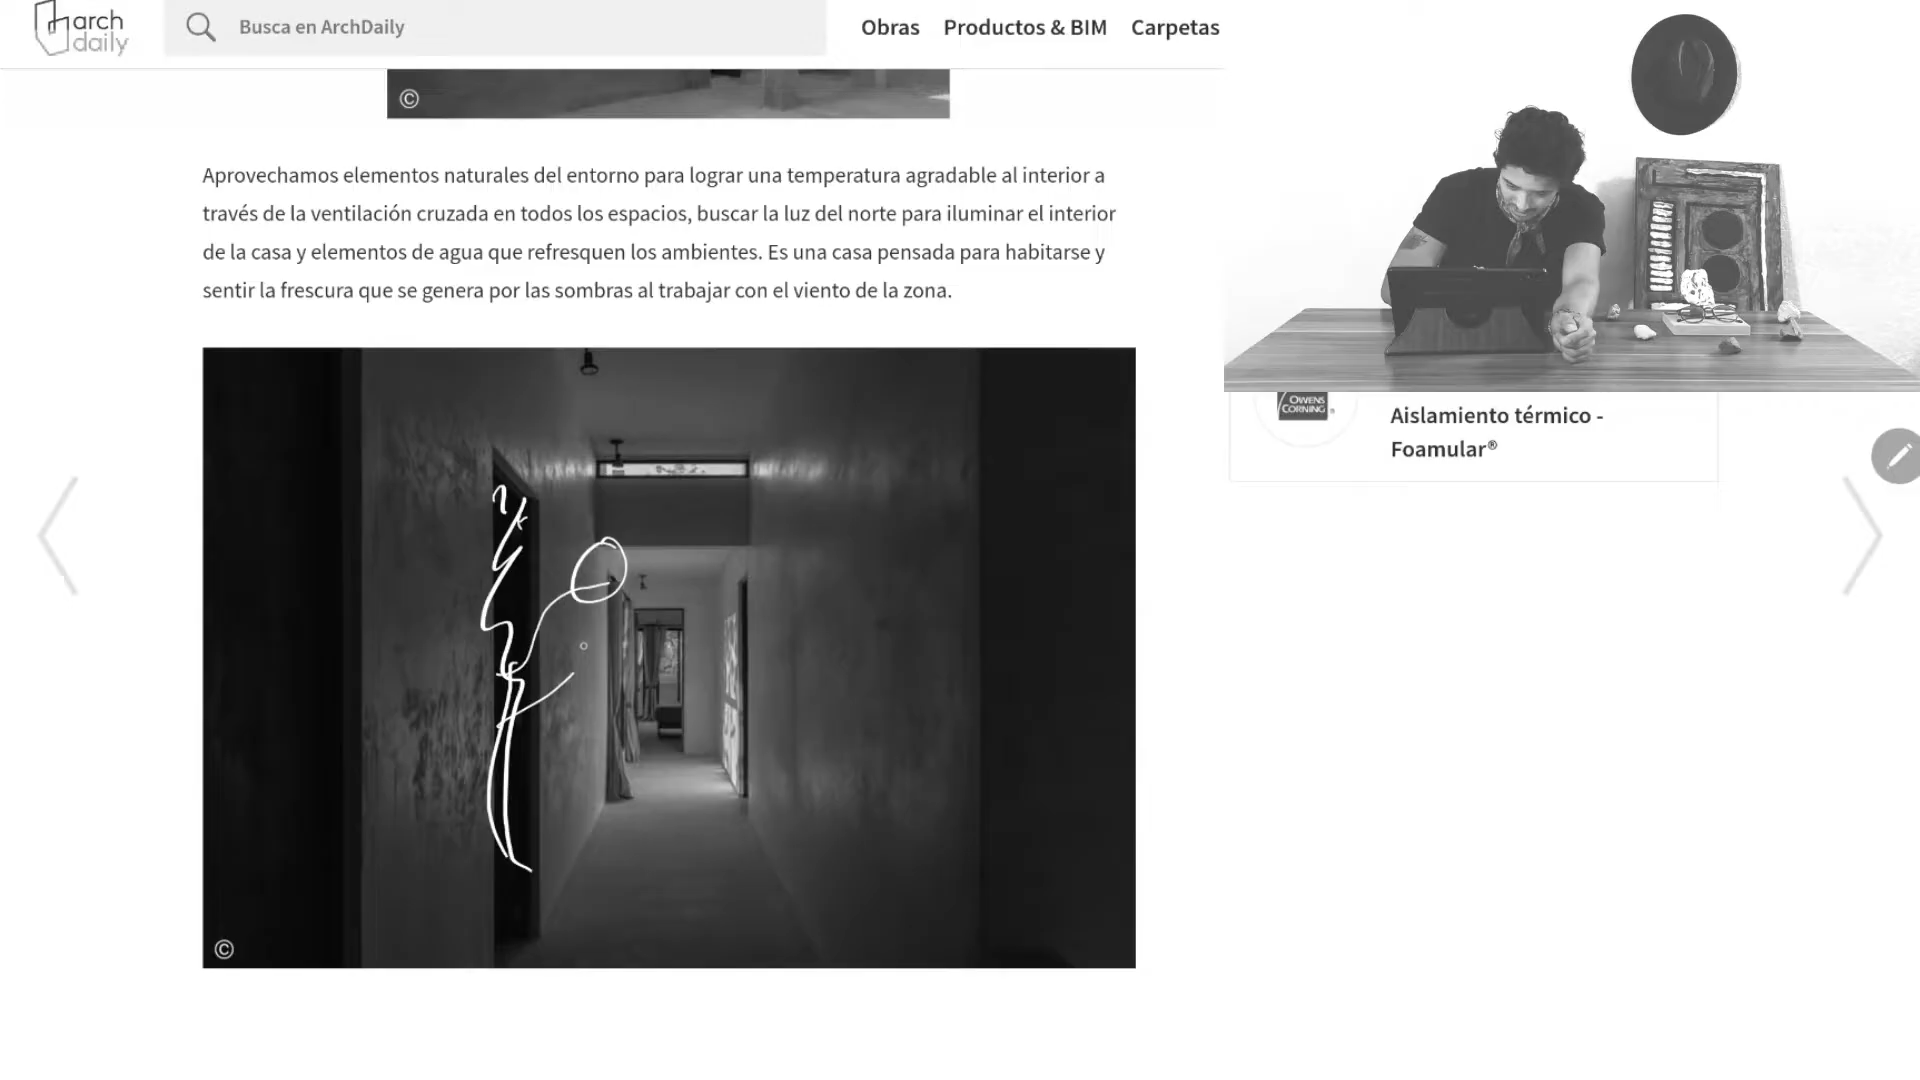 arch
daily
Busca en ArchDaily
Obras
Productos & BIM
Carpetas
©
Aprovechamos elementos naturales del entorno para lograr una temperatura agradable al interior a
través de la ventilación cruzada en todos los espacios, buscar la luz del norte para iluminar el interior
de la casa y elementos de agua que refresquen los ambientes. Es una casa pensada para habitarse y
sentir la frescura que se genera por las sombras al trabajar con el viento de la zona.
©
OWENS
CORNING
Aislamiento térmico -
Foamular®